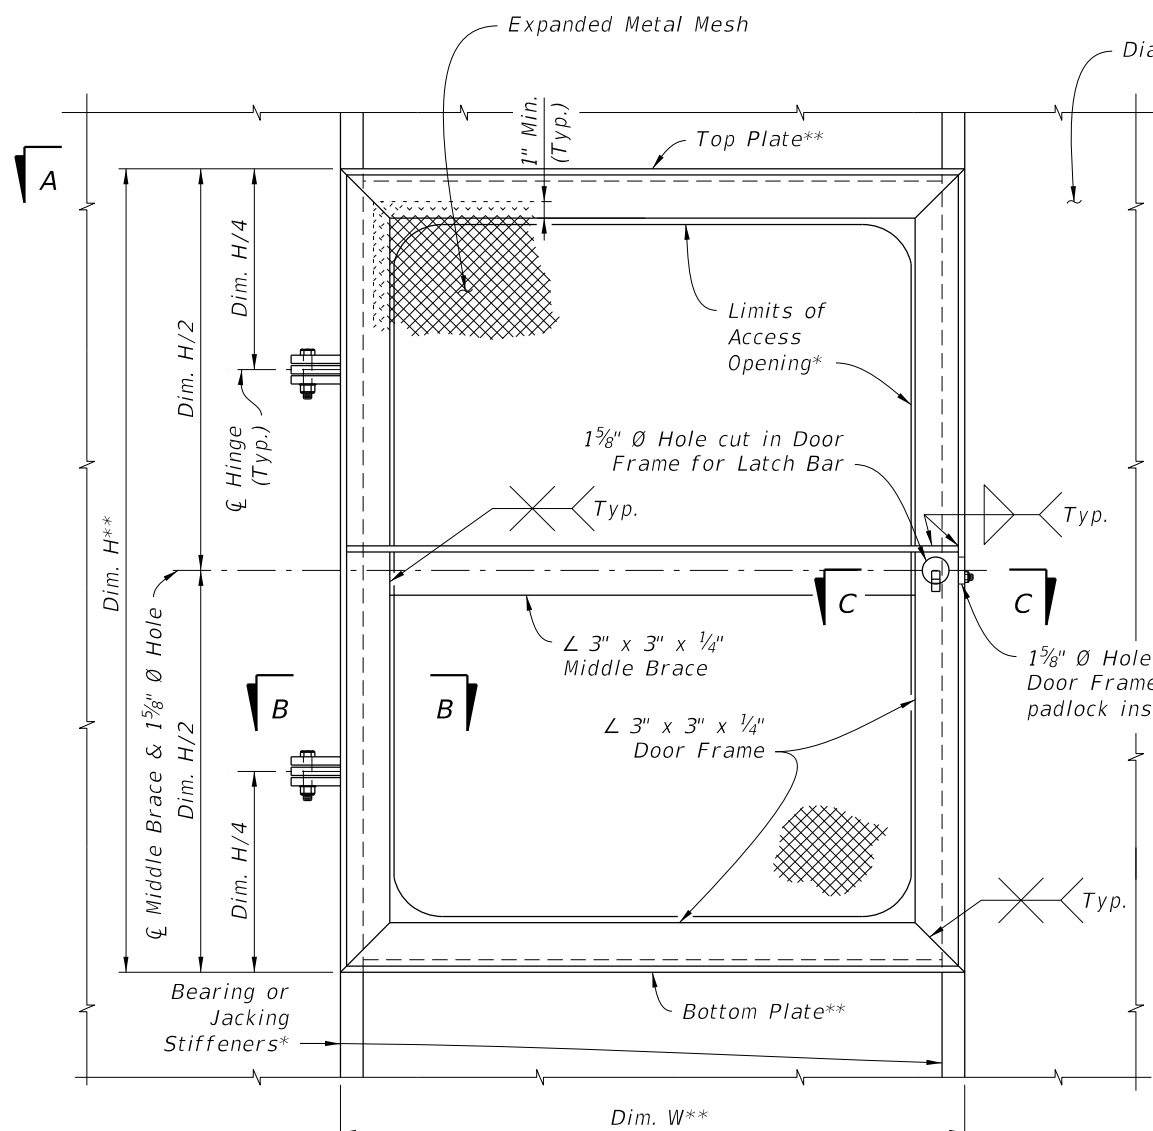 Expanded Metal Mesh
1" Min.
(Typ.)
Top Plate**
A
Dim. H/4
Dim. H/2
Limits of
Access
Opening*
℄ Hinge
(Typ.)
1⅝" Ø Hole cut in Door
Frame for Latch Bar
Typ.
Typ.
Dim. H**
C
C
∠ 3" x 3" x ¼"
Middle Brace
1⅝" Ø Hole
Door Frame
B
B
∠ 3" x 3" x ¼"
Door Frame
℄ Middle Brace & 1⅝" Ø Hole
Dim. H/2
Dim. H/4
Typ.
Bearing or
Jacking
Stiffeners*
Bottom Plate**
Dim. W**